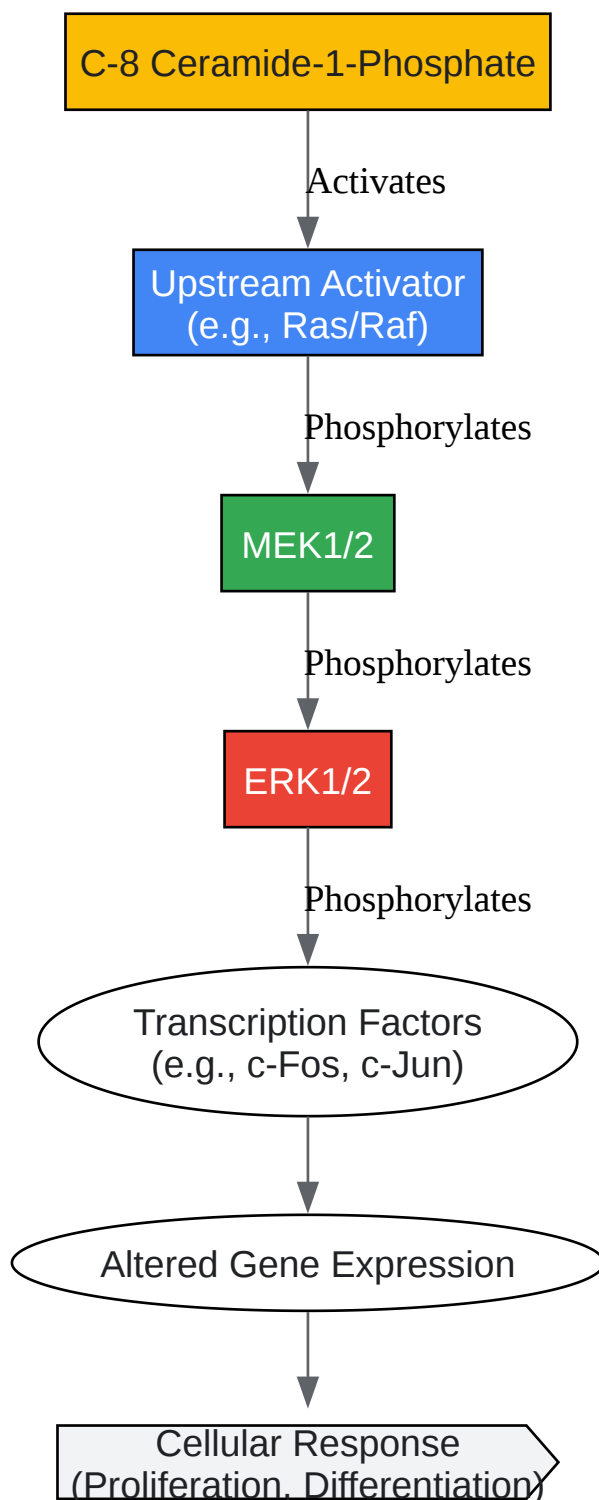 C-8 Ceramide-1-Phosphate
Activates
Upstream Activator
(e.g., Ras/Raf)
Phosphorylates
MEK1/2
Phosphorylates
ERK1/2
Phosphorylates
Transcription Factors
(e.g., c-Fos, c-Jun)
Altered Gene Expression
Cellular Response
(Proliferation, Differentiation)